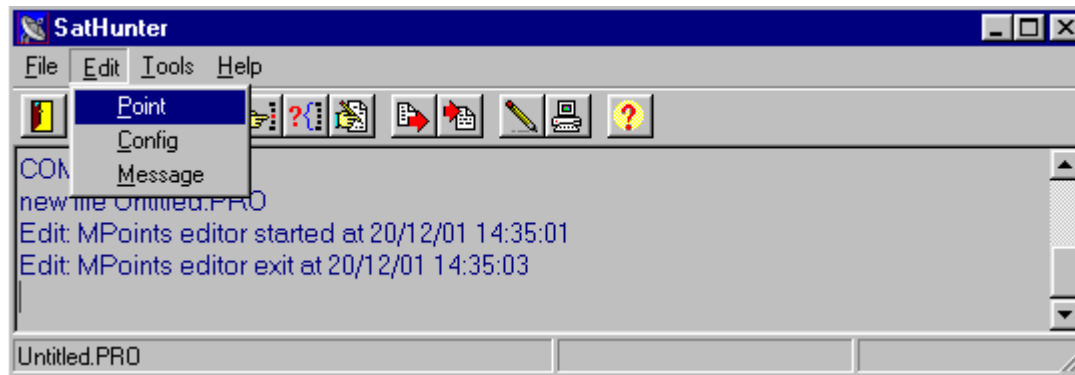 SatHunter
File Edit Tools Help
Point
Config
Message
new file Untitled.PRO
Edit: MPoints editor started at 20/12/01 14:35:01
Edit: MPoints editor exit at 20/12/01 14:35:03
Untitled.PRO